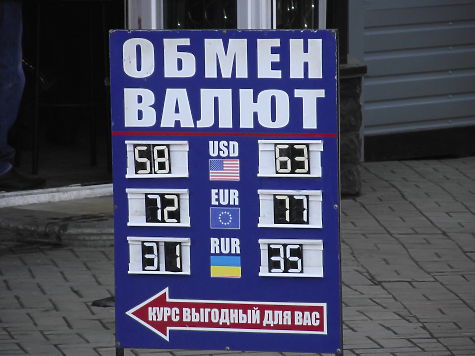 ОБМЕН
ВАЛЮТ
USD
58 63
EUR
72 77
RUR
31 35
КУРС ВЫГОДНЫЙ ДЛЯ ВАС